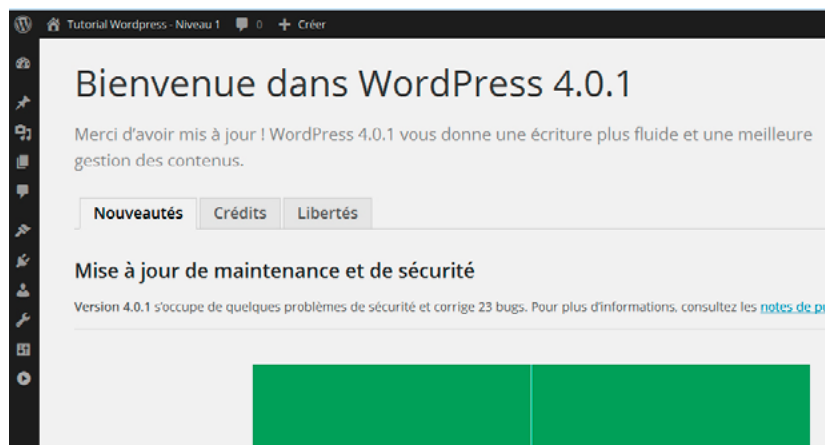 Tutorial Wordpress - Niveau 1 0 + Créer
Bienvenue dans WordPress 4.0.1
Merci d'avoir mis à jour ! WordPress 4.0.1 vous donne une écriture plus fluide et une meilleure
gestion des contenus.
Nouveautés Crédits Libertés
Mise à jour de maintenance et de sécurité
Version 4.0.1 s'occupe de quelques problèmes de sécurité et corrige 23 bugs. Pour plus d'informations, consultez les notes de